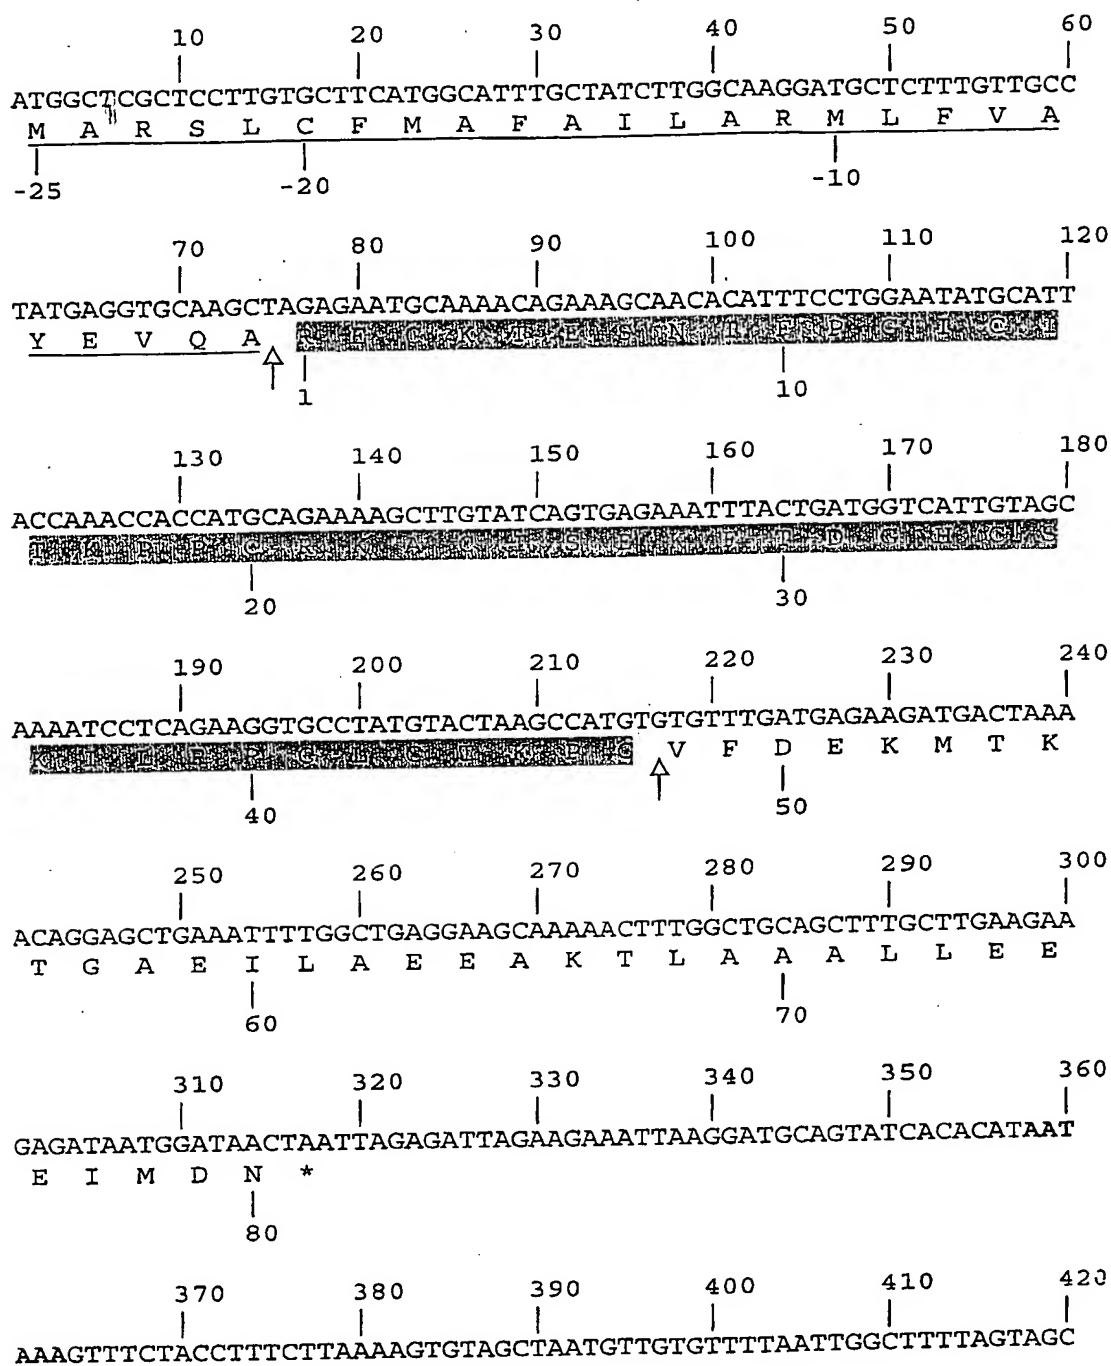 10 20 30 40 50 60
ATGGCTCGCTCCTTGTGCTTCATGGCATTTGCTATCTTGGCAAGGATGCTCTTTGTTGCC
M A R S L C F M A F A I L A R M L F V A
-25 -20 -10
70 80 90 100 110 120
TATGAGGTGCAAGCTAGAGAATGCAAAACAGAAAGCAACACATTTCCTGGAATATGCATT
Y E V Q A
1 10
130 140 150 160 170 180
ACCAAACCACCATGCAGAAAAGCTTGTATCAGTGAGAAATTTACTGATGGTCATTGTAGC
20 30
190 200 210 220 230 240
AAAATCCTCAGAAGGTGCCTATGTACTAAGCCATGTGTGTTTGATGAGAAGATGACTAAA
V F D E K M T K
40 50
250 260 270 280 290 300
ACAGGAGCTGAAATTTTGGCTGAGGAAGCAAAAACTTTGGCTGCAGCTTTGCTTGAAGAA
T G A E I L A E E A K T L A A A L L E E
60 70
310 320 330 340 350 360
GAGATAATGGATAACTAATTAGAGATTAGAAGAAATTAAGGATGCAGTATCACACATAAT
E I M D N *
80
370 380 390 400 410 420
AAAGTTTCTACCTTTCTTAAAAGTGTAGCTAATGTTGTGTTTTAATTGGCTTTTAGTAGC